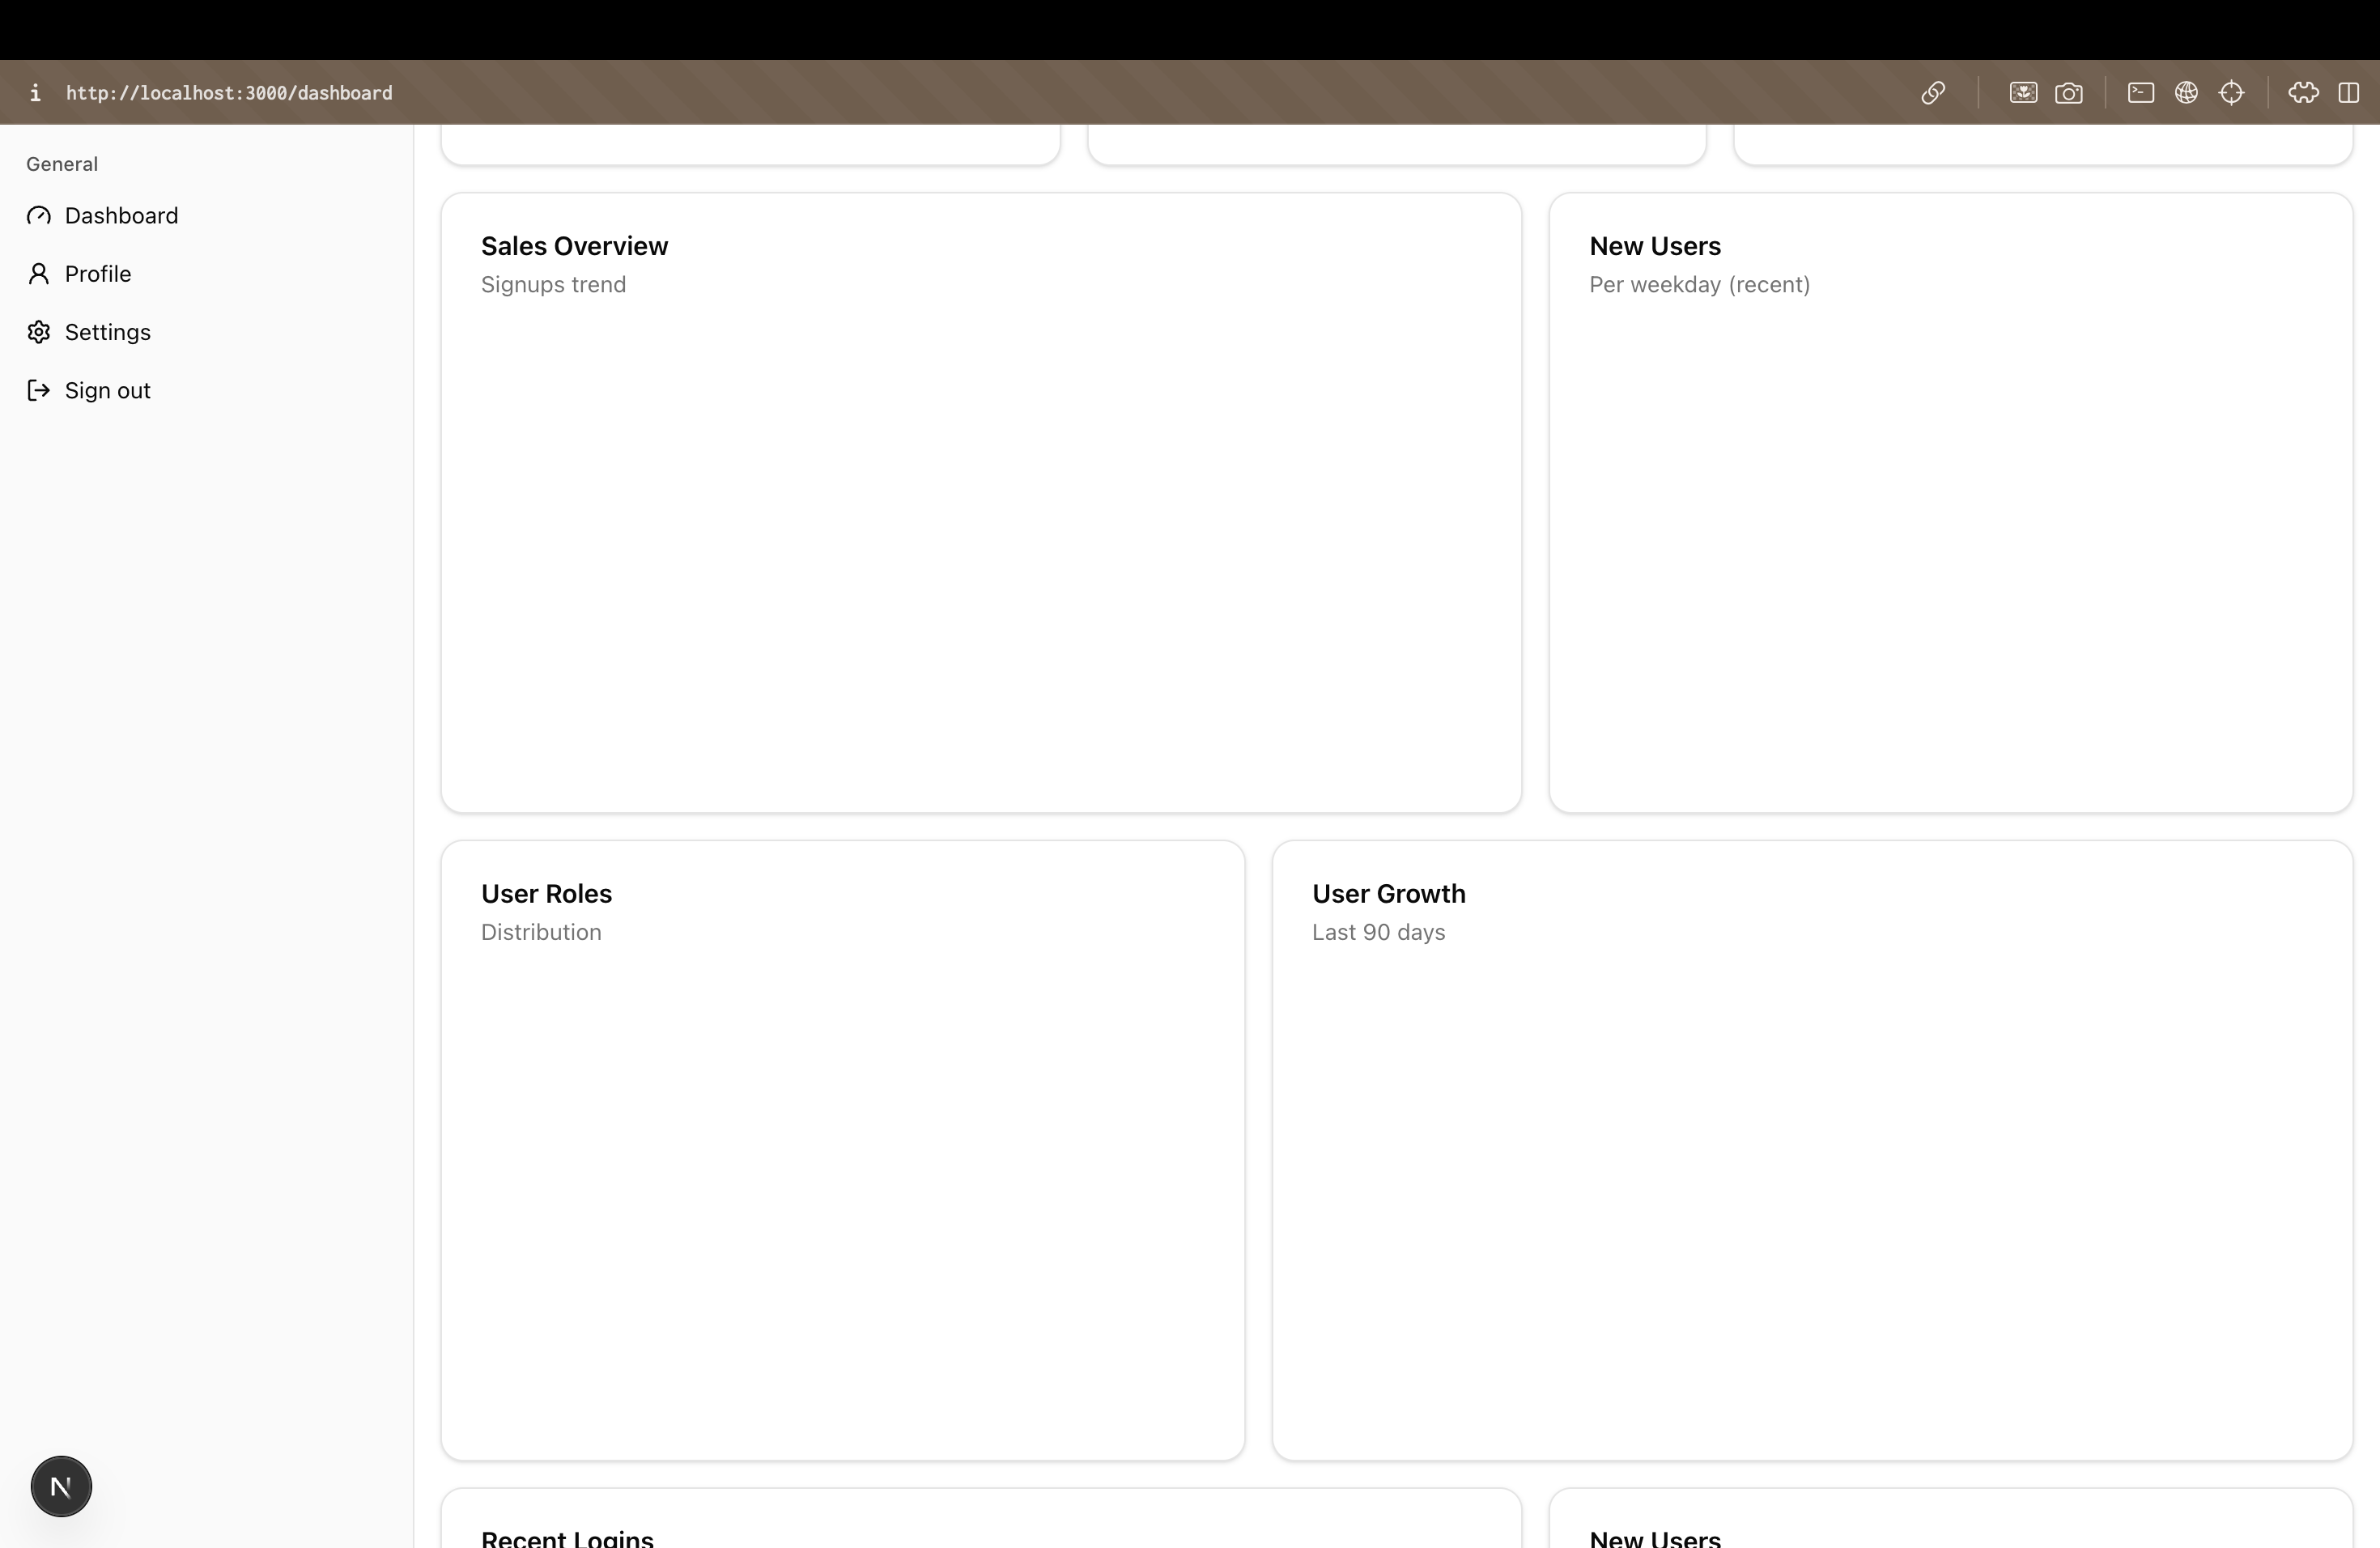 http://localhost:3000/dashboard
General
Dashboard
Profile
Settings
Sign out
Sales Overview
Signups trend
New Users
Per weekday (recent)
User Roles
Distribution
User Growth
Last 90 days
Recent Logins
New Users
N